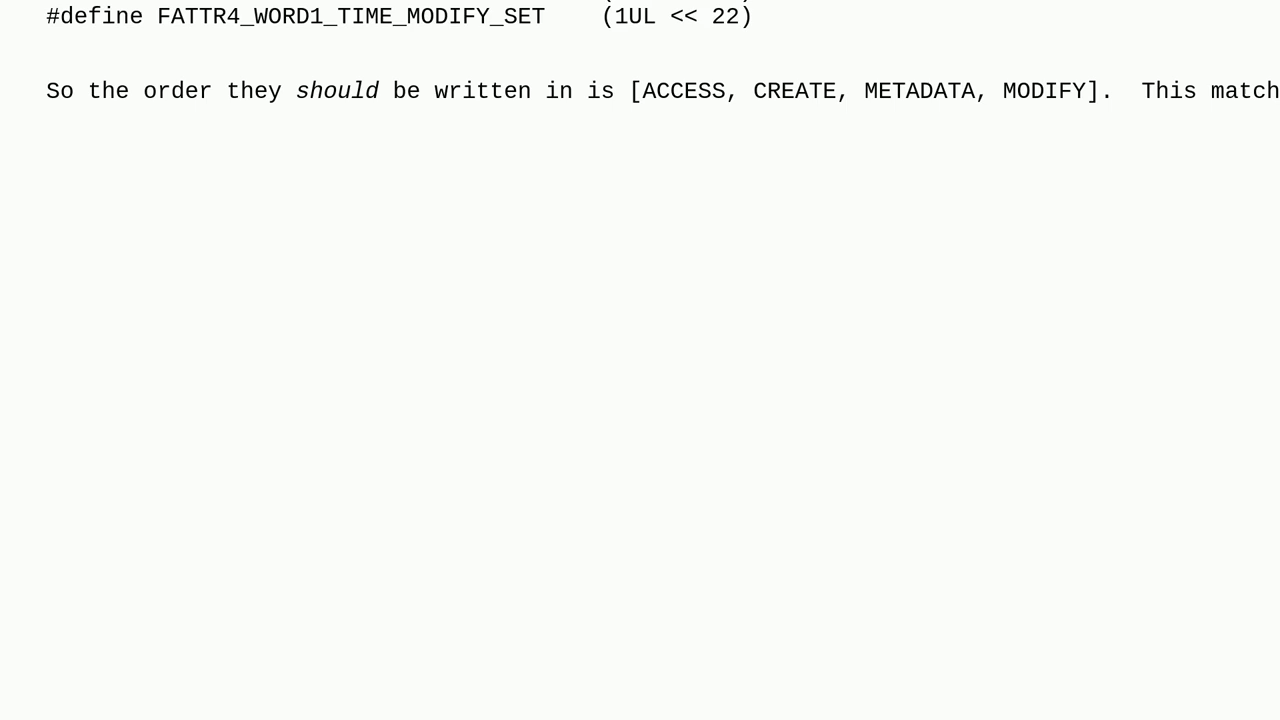 #define FATTR4_WORD1_TIME_MODIFY_SET    (1UL << 22)
So the order they should be written in is [ACCESS, CREATE, METADATA, MODIFY].  This match